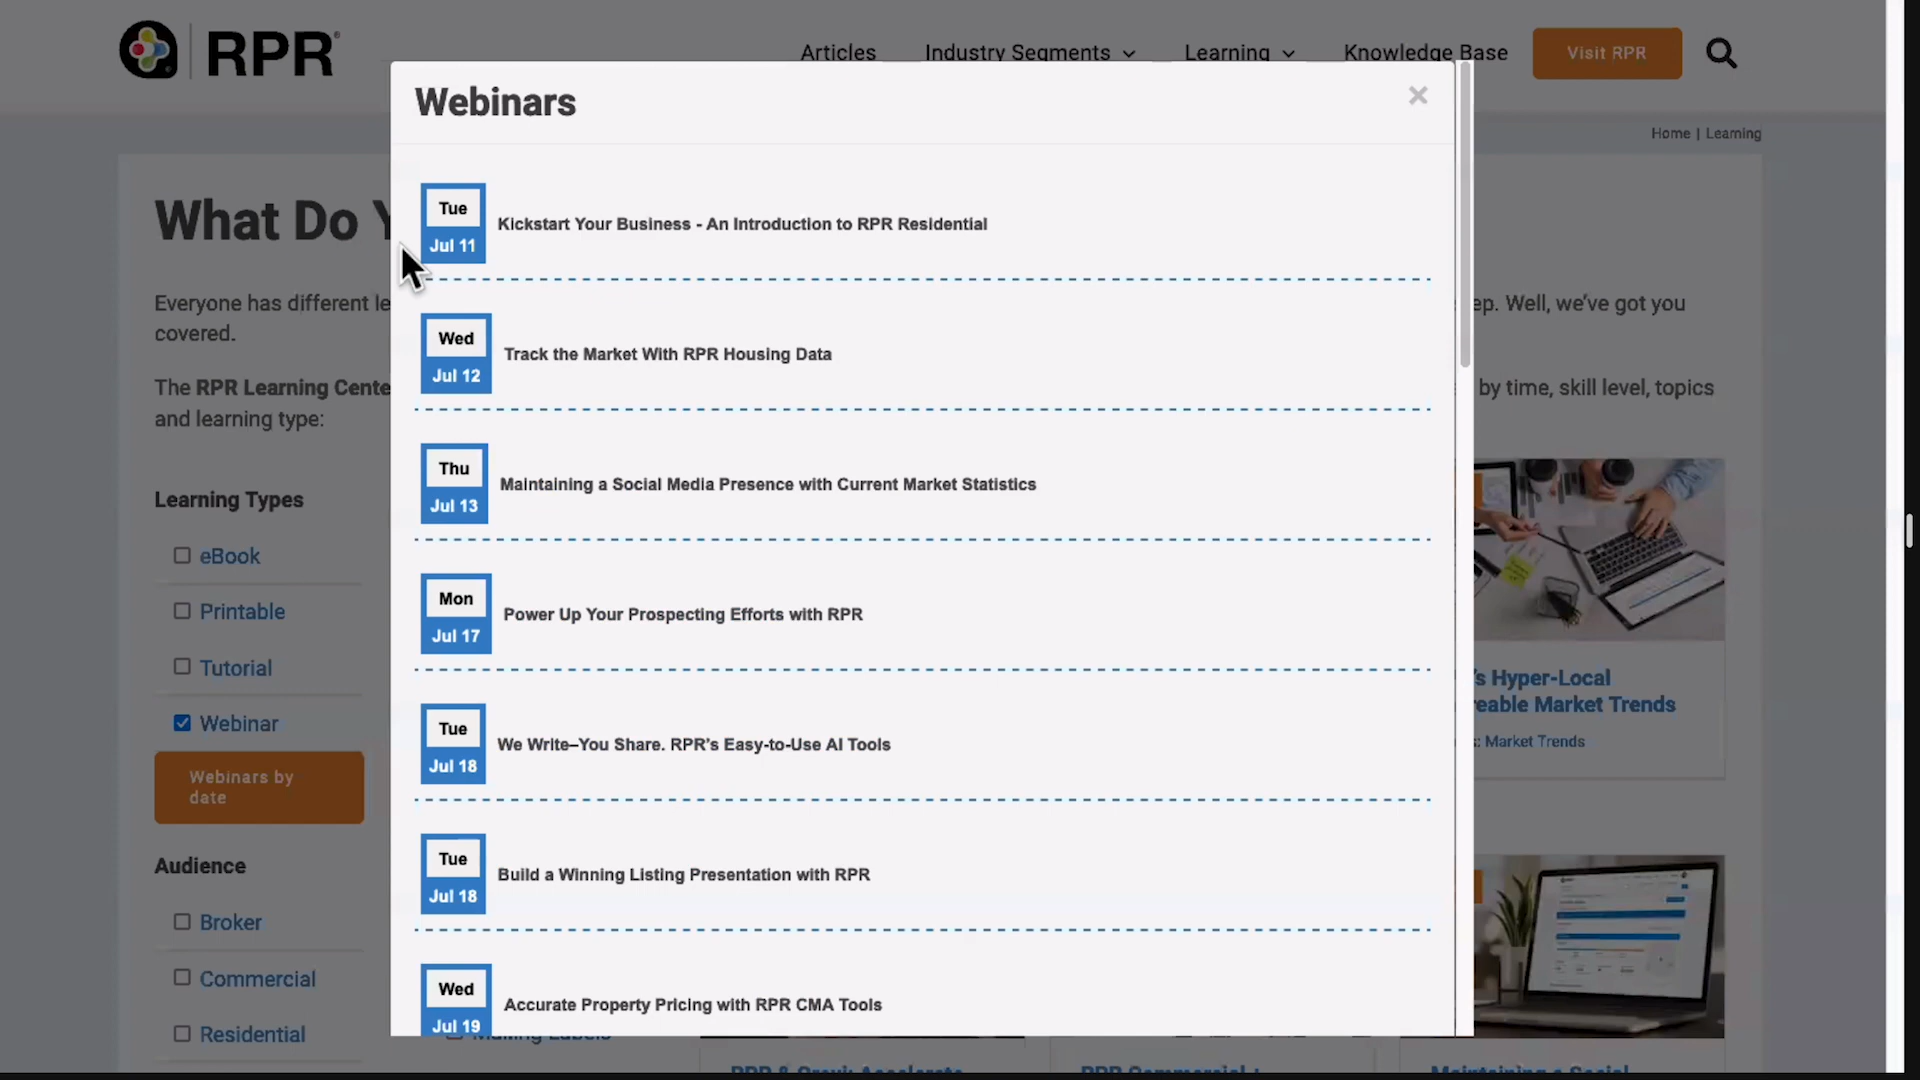 RPR®
Articles
Industry Segments
Learning
Knowledge Base
Visit RPR
Home | Learning
Webinars
×
What Do
Everyone has different
covered.
Well, we've got you
The RPR Learning
by time, skill level, topics
and learning type:
Tue
Jul 11
Kickstart Your Business - An Introduction to RPR Residential
Wed
Jul 12
Track the Market With RPR Housing Data
Thu
Jul 13
Maintaining a Social Media Presence with Current Market Statistics
Mon
Jul 17
Power Up Your Prospecting Efforts with RPR
Tue
Jul 18
We Write–You Share. RPR's Easy-to-Use AI Tools
Tue
Jul 18
Build a Winning Listing Presentation with RPR
Wed
Jul 19
Accurate Property Pricing with RPR CMA Tools
Learning Types
eBook
Printable
Tutorial
Webinar
Webinars by
date
Audience
Broker
Commercial
Residential
Mailing Labels
's Hyper-Local
Market Trends
: Market Trends
RPR Commercial
Maintaining a Social